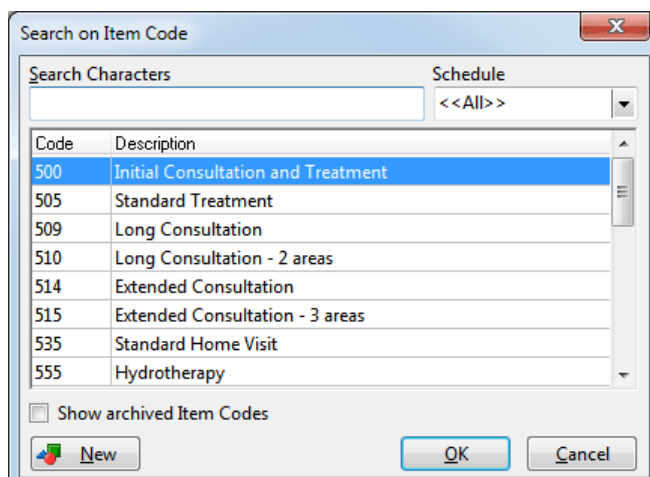 Search on Item Code
Search Characters Schedule
<<All>>
Code Description
500 Initial Consultation and Treatment
505 Standard Treatment
509 Long Consultation
510 Long Consultation - 2 areas
514 Extended Consultation
515 Extended Consultation - 3 areas
535 Standard Home Visit
555 Hydrotherapy
Show archived Item Codes
New OK Cancel